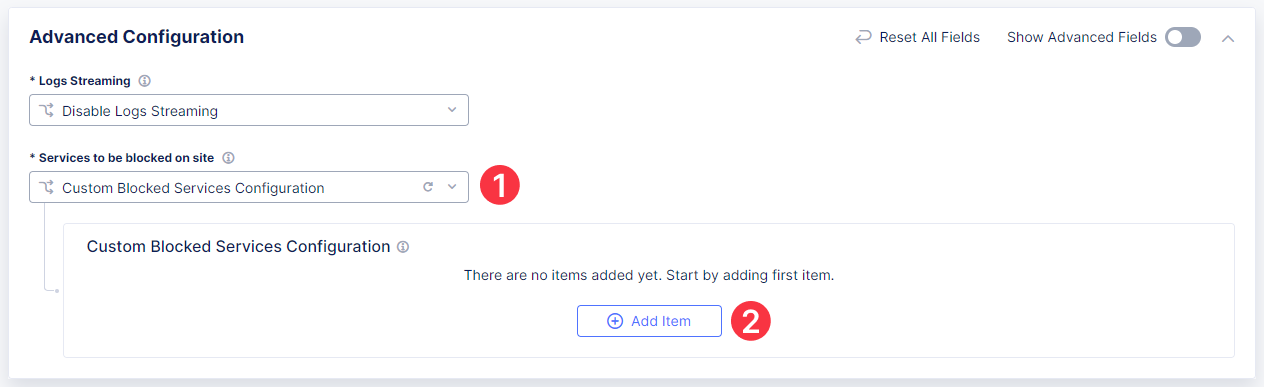 Advanced Configuration
Reset All Fields
Show Advanced Fields
* Logs Streaming
Disable Logs Streaming
* Services to be blocked on site
Custom Blocked Services Configuration
1
Custom Blocked Services Configuration
There are no items added yet. Start by adding first item.
Add Item
2